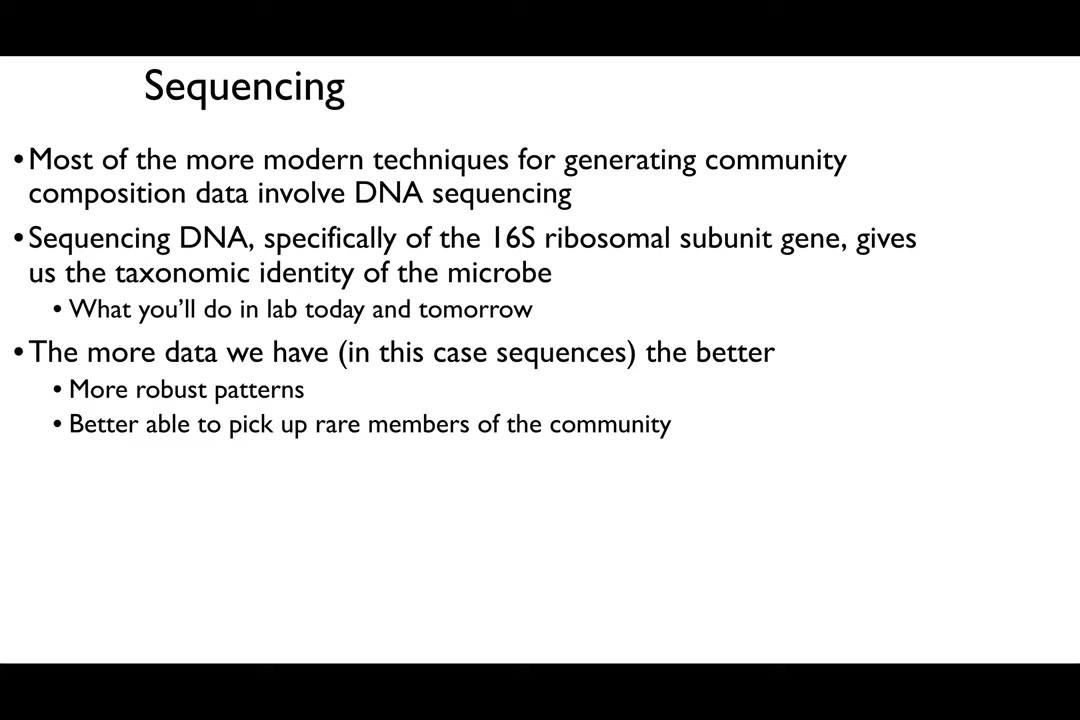 Sequencing
•Most of the more modern techniques for generating community
composition data involve DNA sequencing
•Sequencing DNA, specifically of the 16S ribosomal subunit gene, gives
us the taxonomic identity of the microbe
• What you’ll do in lab today and tomorrow
•The more data we have (in this case sequences) the better
• More robust patterns
• Better able to pick up rare members of the community